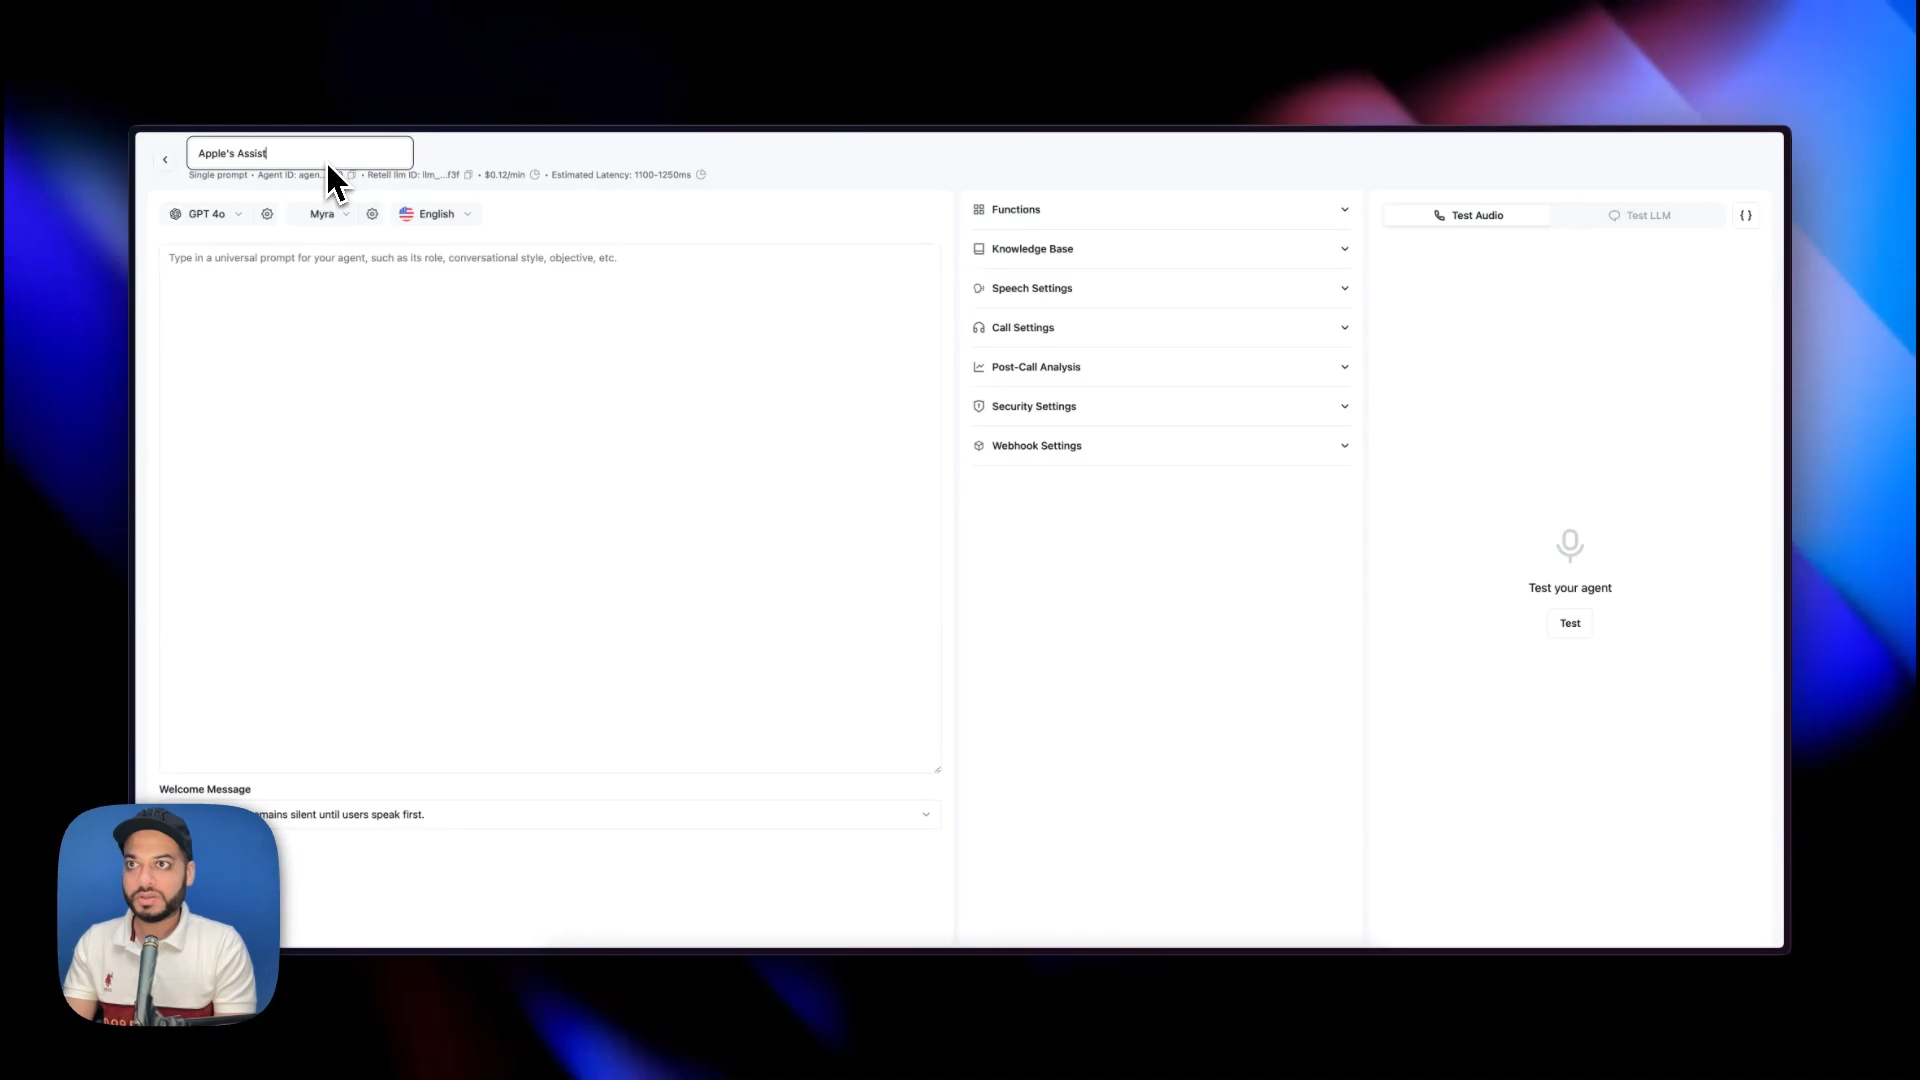 Apple's Assist
Single prompt • Agent ID: agen... • Retell llm ID: llm_...f3f • $0.12/min • Estimated Latency: 1100-1250ms
GPT 4o Myra English
Type in a universal prompt for your agent, such as its role, conversational style, objective, etc.
Welcome Message
emains silent until users speak first.
Functions
Knowledge Base
Speech Settings
Call Settings
Post-Call Analysis
Security Settings
Webhook Settings
Test Audio Test LLM { }
Test your agent
Test